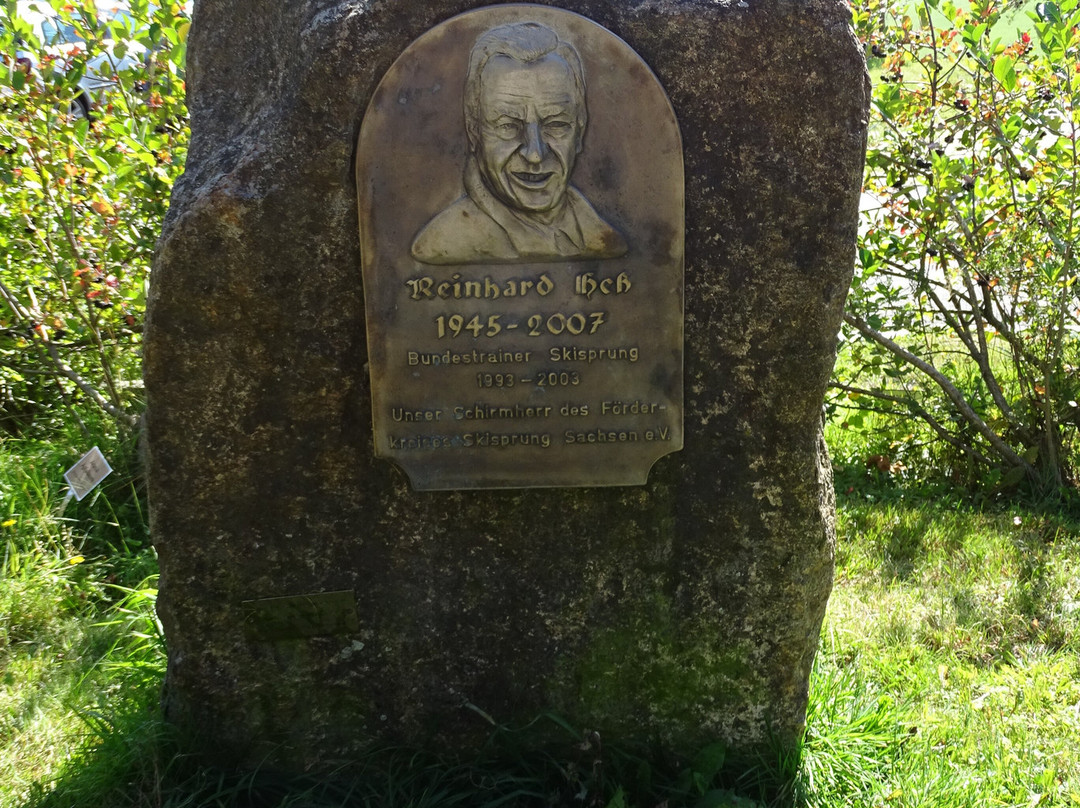 Reinhard Heß
1945-2007
Bundestrainer Skisprung
1993-2003
Unser Schirmherr des Förder-
kreises Skisprung Sachsen e.V.